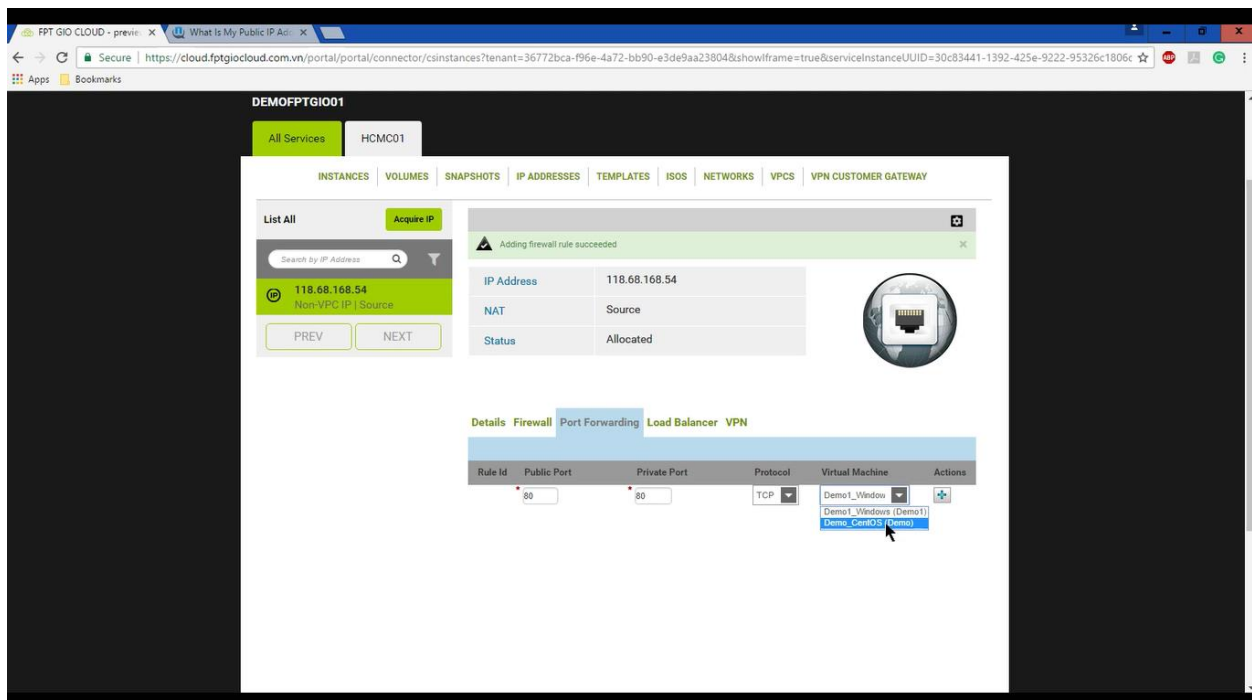 FPT GIO CLOUD - previe
What Is My Public IP Ad
Secure | https://cloud.fptgiocloud.com.vn/portal/portal/connector/csinstances?tenant=36772bca-f96e-4a72-bb90-e3de9aa23804&showIframe=true&serviceInstanceUUID=30c83441-1392-425e-9222-95326c1806c
ABP
G
Apps Bookmarks
DEMOFPTGIO01
All Services HCMC01
INSTANCES VOLUMES SNAPSHOTS IP ADDRESSES TEMPLATES ISOS NETWORKS VPCS VPN CUSTOMER GATEWAY
List All Acquire IP
Adding firewall rule succeeded
Search by IP Address
IP
118.68.168.54
Non-VPC IP | Source
PREV NEXT
IP Address 118.68.168.54
NAT Source
Status Allocated
Details Firewall Port Forwarding Load Balancer VPN
Rule Id Public Port Private Port Protocol Virtual Machine Actions
* 80 * 80 TCP Demo1_Window
Demo1_Windows (Demo1)
Demo_CentOS (Demo)